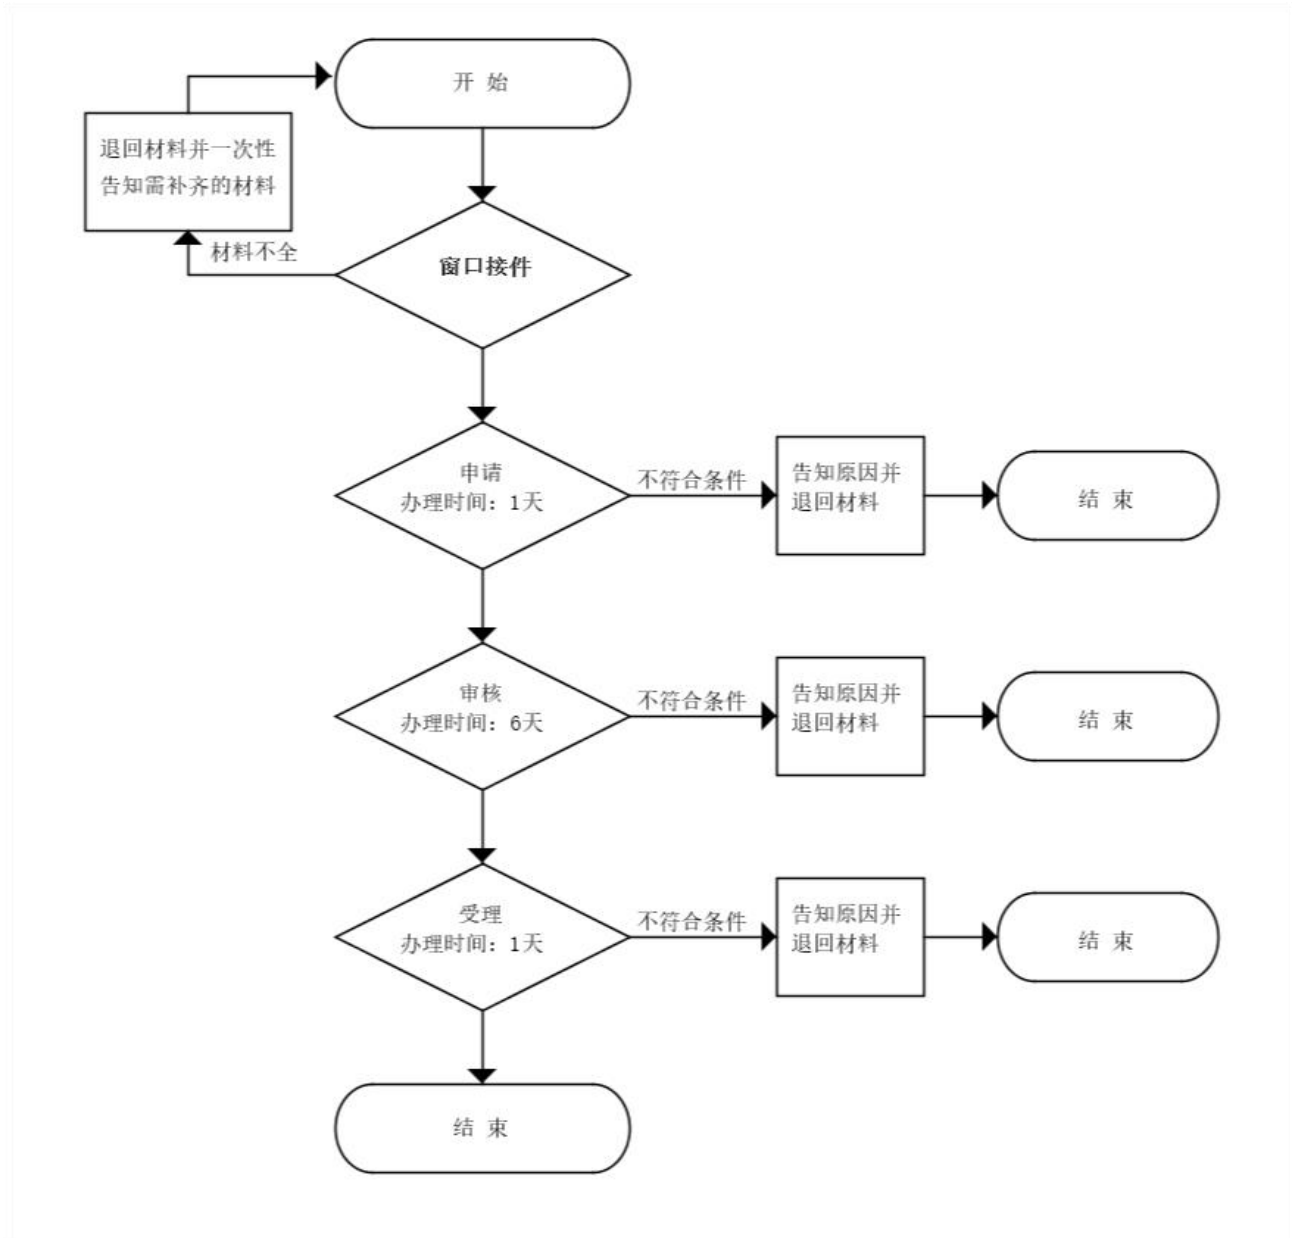 开 始
退回材料并一次性
告知需补齐的材料
材料不全
窗口接件
申请
办理时间：1天
不符合条件
告知原因并
退回材料
结 束
审核
办理时间：6天
不符合条件
告知原因并
退回材料
结 束
受理
办理时间：1天
不符合条件
告知原因并
退回材料
结 束
结 束